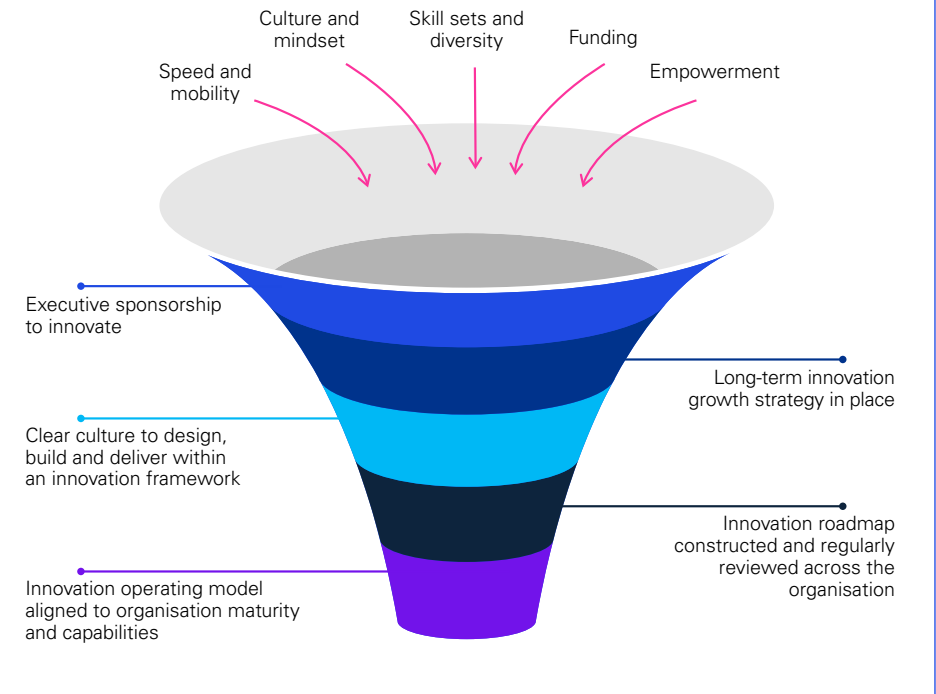 Culture and
mindset
Skill sets and
diversity
Funding
Speed and
mobility
Empowerment
Executive sponsorship
to innovate
Long-term innovation
growth strategy in place
Clear culture to design,
build and deliver within
an innovation framework
Innovation roadmap
constructed and regularly
reviewed across the
organisation
Innovation operating model
aligned to organisation maturity
and capabilities